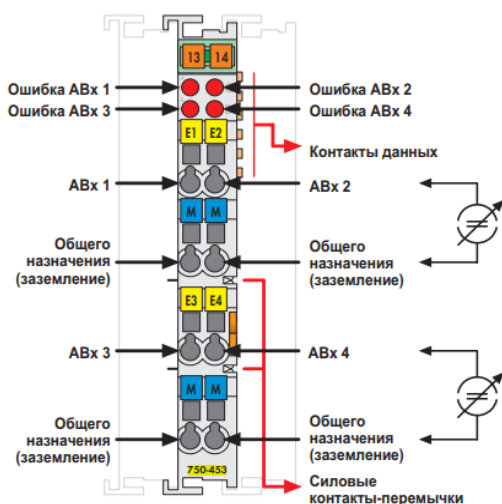 13 14
Ошибка АВх 1
Ошибка АВх 2
Ошибка АВх 3
Ошибка АВх 4
E1 E2
Контакты данных
АВх 1
АВх 2
M M
Общего
назначения
(заземление)
Общего
назначения
(заземление)
E3 E4
АВх 3
АВх 4
M M
Общего
назначения
(заземление)
Общего
назначения
(заземление)
750-453
Силовые
контакты-перемычки